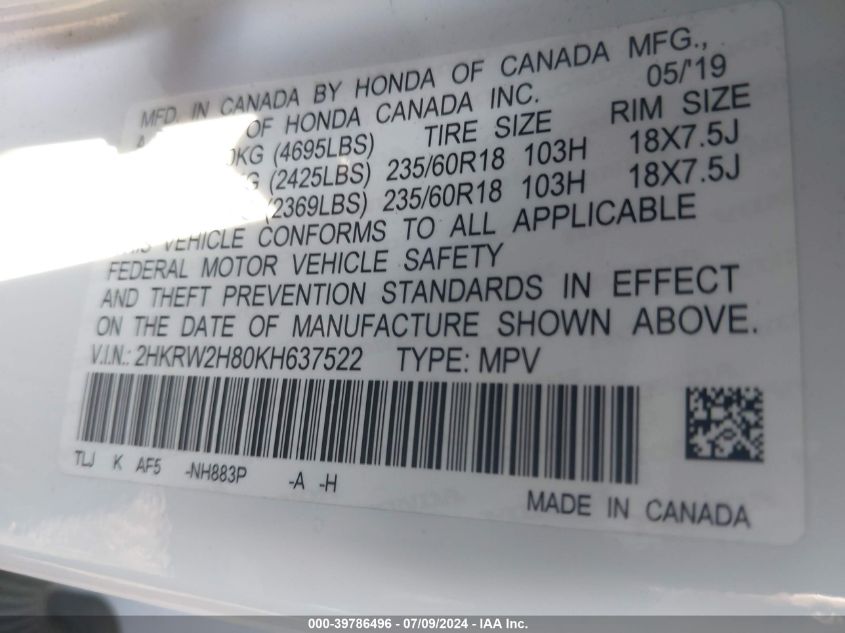 MFD. IN CANADA BY HONDA OF CANADA MFG.,
OF HONDA CANADA INC. 05/'19
(4695LBS) TIRE SIZE RIM SIZE
(2425LBS) 235/60R18 103H 18X7.5J
(2369LBS) 235/60R18 103H 18X7.5J
VEHICLE CONFORMS TO ALL APPLICABLE
FEDERAL MOTOR VEHICLE SAFETY
AND THEFT PREVENTION STANDARDS IN EFFECT
ON THE DATE OF MANUFACTURE SHOWN ABOVE.
V.I.N.: 2HKRW2H80KH637522 TYPE: MPV
TLJ K AF5 -NH883P -A -H
MADE IN CANADA
000-39786496 - 07/09/2024 - IAA Inc.